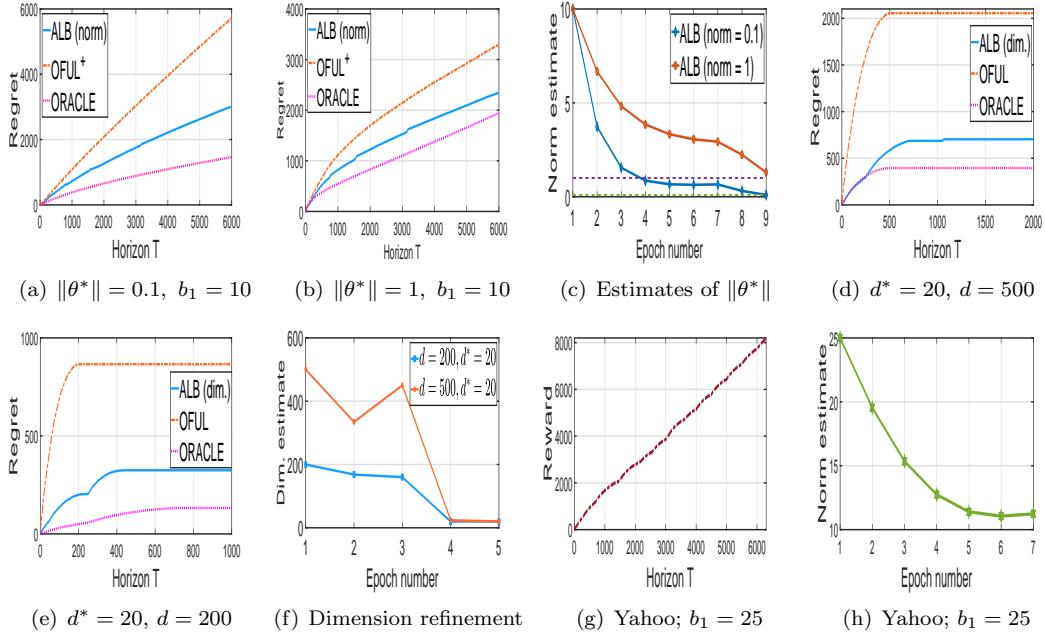 6000
4000
2000
0
Regret
ALB (norm)
OFUL+
ORACLE
0 1000 2000 3000 4000 5000 6000
Horizon T
(a) ‖θ*‖ = 0.1, b₁ = 10
4000
3000
2000
1000
0
Regret
ALB (norm)
OFUL+
ORACLE
0 1000 2000 3000 4000 5000 6000
Horizon T
(b) ‖θ*‖ = 1, b₁ = 10
10
5
0
Norm estimate
ALB (norm = 0.1)
ALB (norm = 1)
1 2 3 4 5 6 7 8 9
Epoch number
(c) Estimates of ‖θ*‖
2000
1500
1000
500
0
Regret
ALB (dim.)
OFUL
ORACLE
0 500 1000 1500 2000
Horizon T
(d) d* = 20, d = 500
1000
500
0
Regret
ALB (dim.)
OFUL
ORACLE
0 200 400 600 800 1000
Horizon T
(e) d* = 20, d = 200
600
400
200
0
Dim. estimate
d = 200, d* = 20
d = 500, d* = 20
1 2 3 4 5
Epoch number
(f) Dimension refinement
8000
6000
4000
2000
0
Reward
0 1000 2000 3000 4000 5000 6000
Horizon T
(g) Yahoo; b₁ = 25
25
20
15
10
Norm estimate
1 2 3 4 5 6 7
Epoch number
(h) Yahoo; b₁ = 25